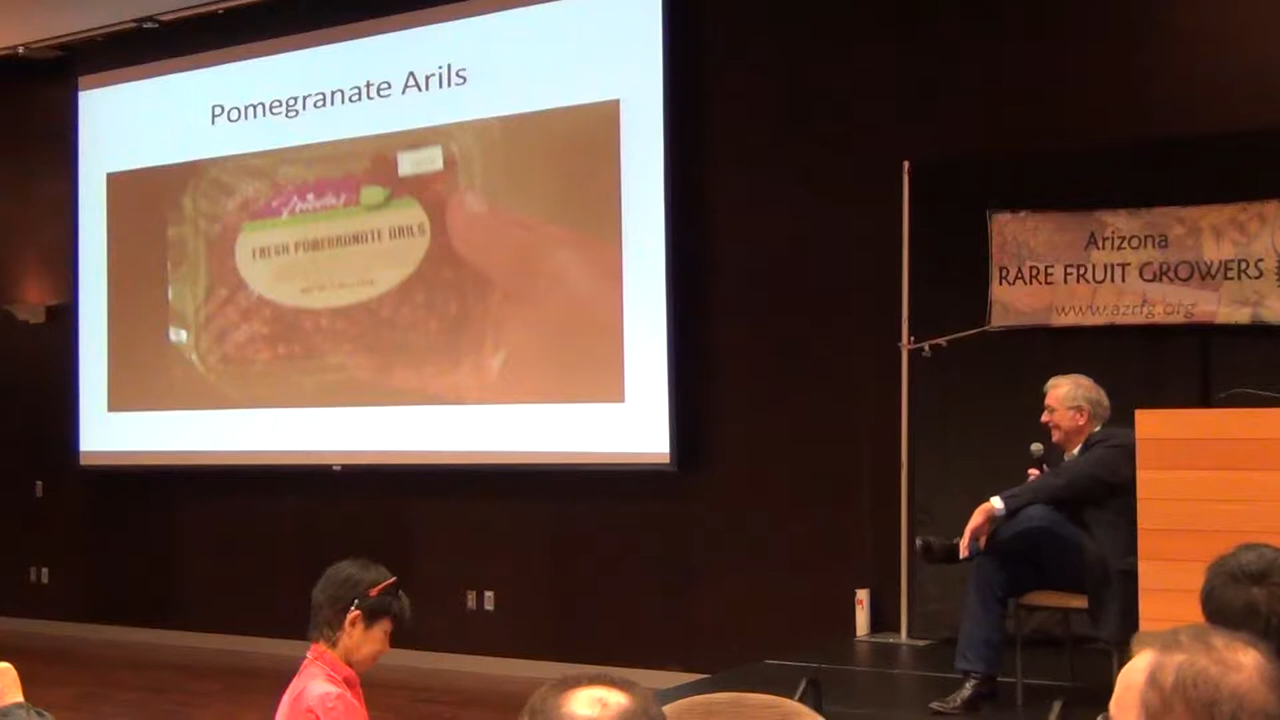 Pomegranate Arils
FRESH POMEGRANATE ARILS
Arizona
RARE FRUIT GROWERS
www.azrfg.org